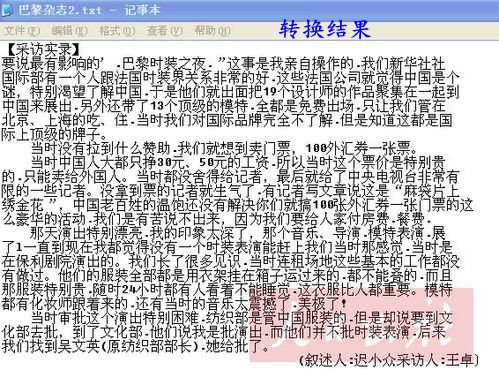 巴黎杂志2.txt - 记事本
文件(F) 编辑(E) 格式(O) 查看(V) 帮助(H)
转换结果
【采访实录】
要说最有影响的’.巴黎时装之夜.”这事是我亲自操作的.我们新华社社
国际部有一个人跟法国时装界关系非常的好.这些法国公司就觉得中国是个
谜，特别渴望了解中国.于是他们就出面把19个设计师的作品聚集在一起到
中国来展出.另外还带了13个顶级的模特.全都是免费出场.只让我们管在
北京、上海的吃、住.当时我们对国际品牌完全不了解.但是知道这都是国
际上顶级的牌子。
当时没有拉到什么赞助.我们就想到卖门票，100外汇券一张票。
当时中国人大都只挣30元、50元的工资.所以当时这个票价是特别贵
的.只能卖给外国人。当时都没舍得给记者，最后就给了中央电视台非常有
限的一些记者。没拿到票的记者就生气了.有记者写文章说这是“麻袋片上
绣金花”，中国老百姓的温饱还没有解决你们就搞100张外汇券一张门票的这
么豪华的活动.我们是有苦说不出来，因为我们要给人家付房费.餐费.
那天演出特别漂亮.我的印象太深了，那个音乐、导演.模特表演.展
了1一直到现在我都觉得没有一个时装表演能赶上我们当时那感觉.当时是
在保利剧院演出的。我们长了很多见识.当时连租场地这些基本的工作都没
有做过。他们的服装全部都是用衣架挂在箱子运过来的.都不能叠的.而且
那服装特别贵.随时24小时都有人看着不能睡觉.这衣服比人都重要。模特
都有化妆师跟着来的.还有当时的音乐太震撼了.美极了!
当时审批这个演出特别困难.纺织部是管中国服装的.但是却说要到文
化部去批，到了文化部.他们说我是批演出.而他们并不批时装表演.后来
我们找到吴文英(原纺织部部长).她给批了。
(叙述人:迟小众采访人:王卓)